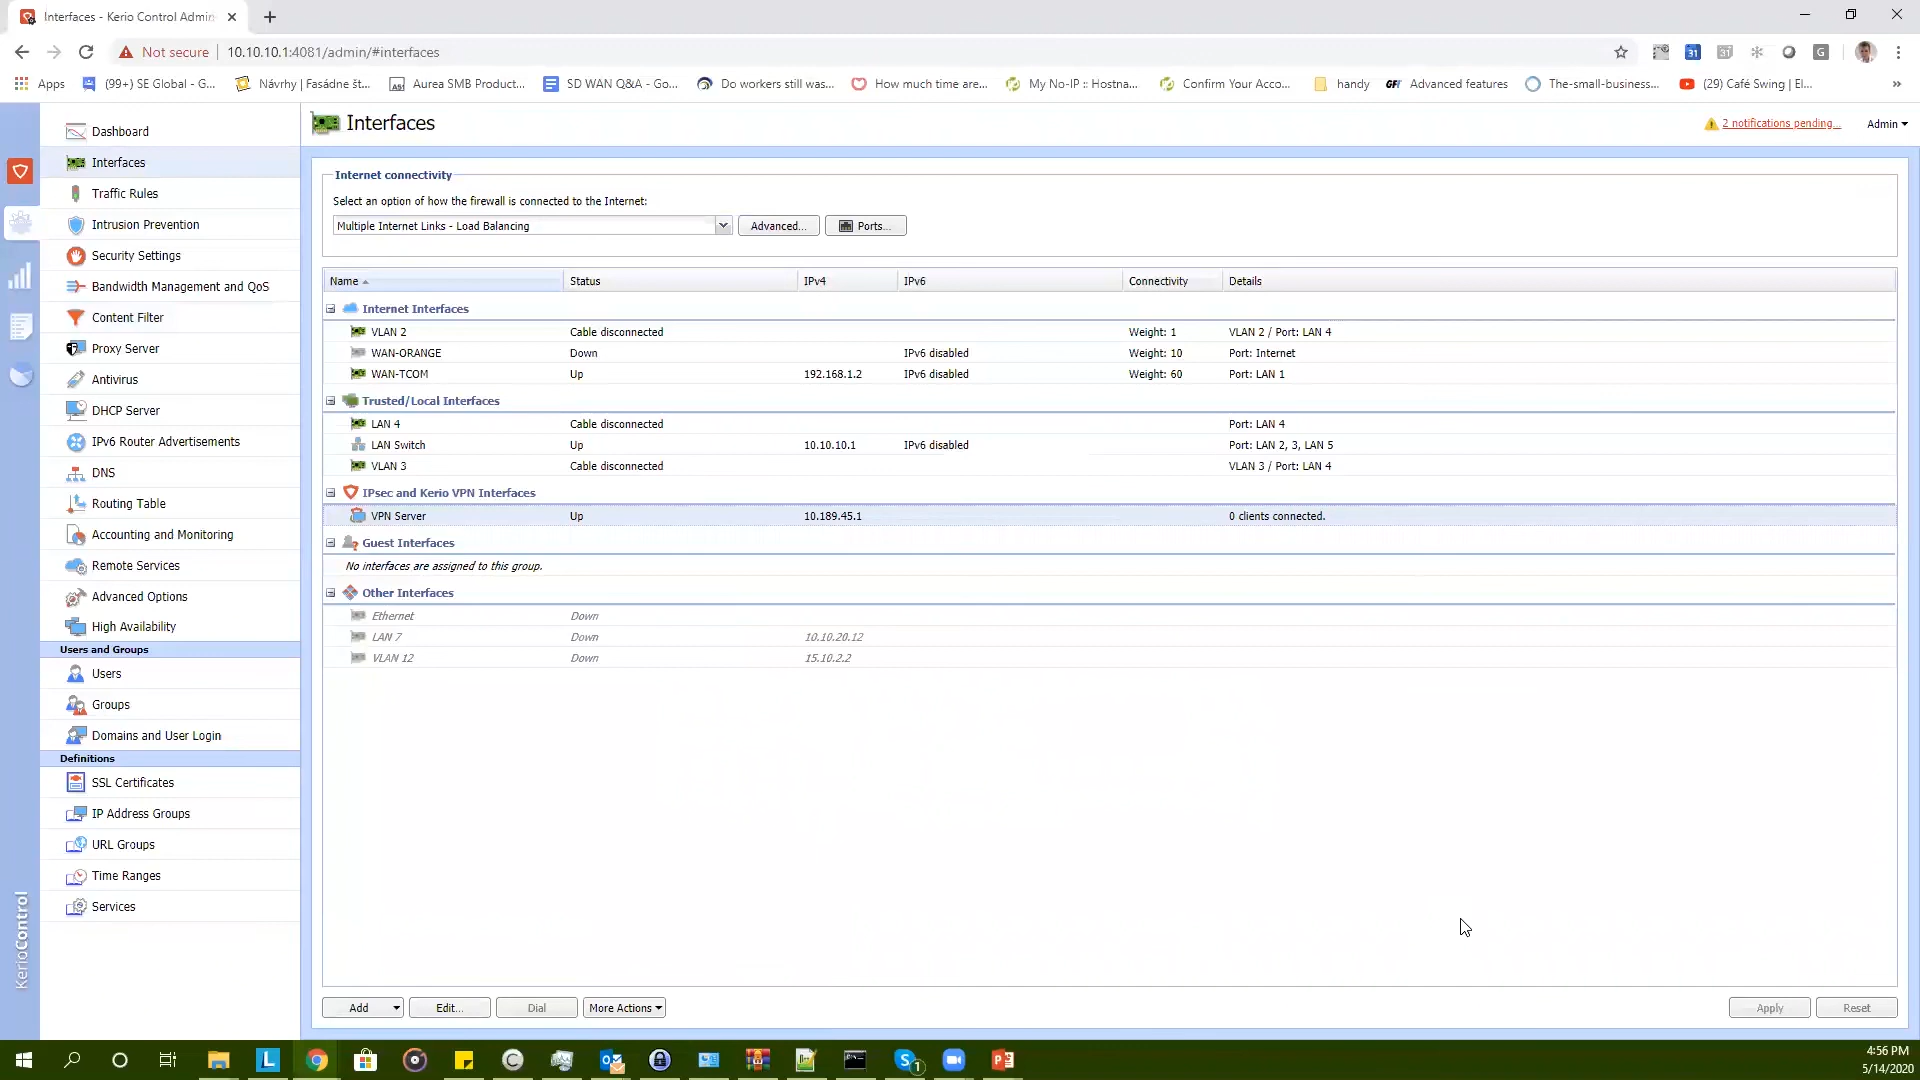 Interfaces - Kerio Control Admin
Not secure
10.10.10.1:4081/admin/#interfaces
Apps
(99+) SE Global - G...
Návrhy | Fasádne št...
Aurea SMB Product...
SD WAN Q&A - Go...
Do workers still was...
How much time are...
My No-IP :: Hostna...
Confirm Your Acco...
handy
GFI Advanced features
The-small-business...
(29) Café Swing | El...
Dashboard
Interfaces
Traffic Rules
Intrusion Prevention
Security Settings
Bandwidth Management and QoS
Content Filter
Proxy Server
Antivirus
DHCP Server
IPv6 Router Advertisements
DNS
Routing Table
Accounting and Monitoring
Remote Services
Advanced Options
High Availability
Users and Groups
Users
Groups
Domains and User Login
Definitions
SSL Certificates
IP Address Groups
URL Groups
Time Ranges
Services
KerioControl
Interfaces
2 notifications pending...
Admin
Internet connectivity
Select an option of how the firewall is connected to the Internet:
Multiple Internet Links - Load Balancing
Advanced...
Ports...
Name Status IPv4 IPv6 Connectivity Details
Internet Interfaces
VLAN 2 Cable disconnected Weight: 1 VLAN 2 / Port: LAN 4
WAN-ORANGE Down IPv6 disabled Weight: 10 Port: Internet
WAN-TCOM Up 192.168.1.2 IPv6 disabled Weight: 60 Port: LAN 1
Trusted/Local Interfaces
LAN 4 Cable disconnected Port: LAN 4
LAN Switch Up 10.10.10.1 IPv6 disabled Port: LAN 2, 3, LAN 5
VLAN 3 Cable disconnected VLAN 3 / Port: LAN 4
IPsec and Kerio VPN Interfaces
VPN Server Up 10.189.45.1 0 clients connected.
Guest Interfaces
No interfaces are assigned to this group.
Other Interfaces
Ethernet Down
LAN 7 Down 10.10.20.12
VLAN 12 Down 15.10.2.2
Add
Edit...
Dial
More Actions
Apply
Reset
4:56 PM
5/14/2020